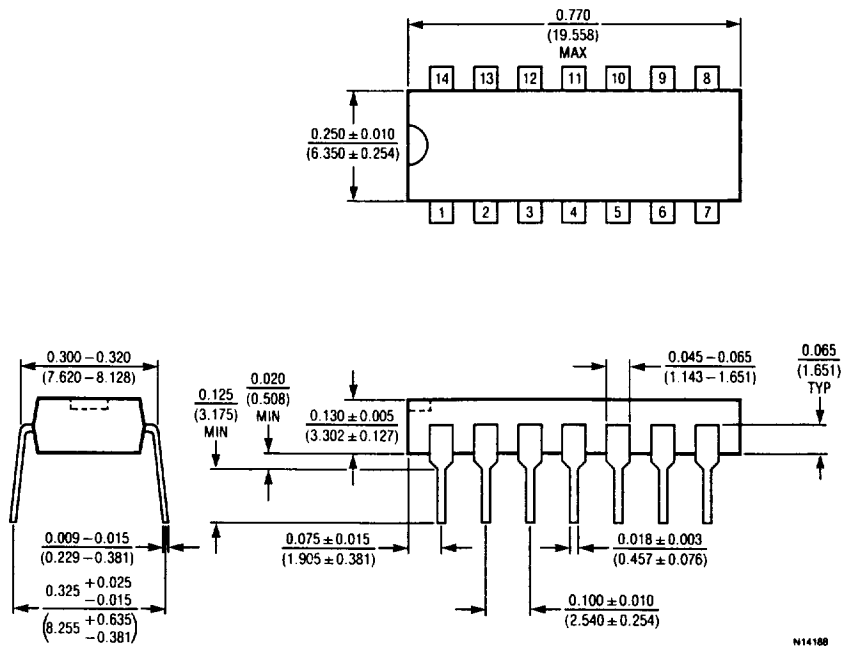 0.770
(19.558)
MAX
14 13 12 11 10 9 8
0.250 ± 0.010
(6.350 ± 0.254)
1 2 3 4 5 6 7
0.300 – 0.320
(7.620 – 8.128)
0.125
(3.175)
MIN
0.020
(0.508)
MIN
0.130 ± 0.005
(3.302 ± 0.127)
0.045 – 0.065
(1.143 – 1.651)
0.065
(1.651)
TYP
0.009 – 0.015
(0.229 – 0.381)
0.325 +0.025
-0.015
(8.255 +0.635
-0.381)
0.075 ± 0.015
(1.905 ± 0.381)
0.018 ± 0.003
(0.457 ± 0.076)
0.100 ± 0.010
(2.540 ± 0.254)
N14188